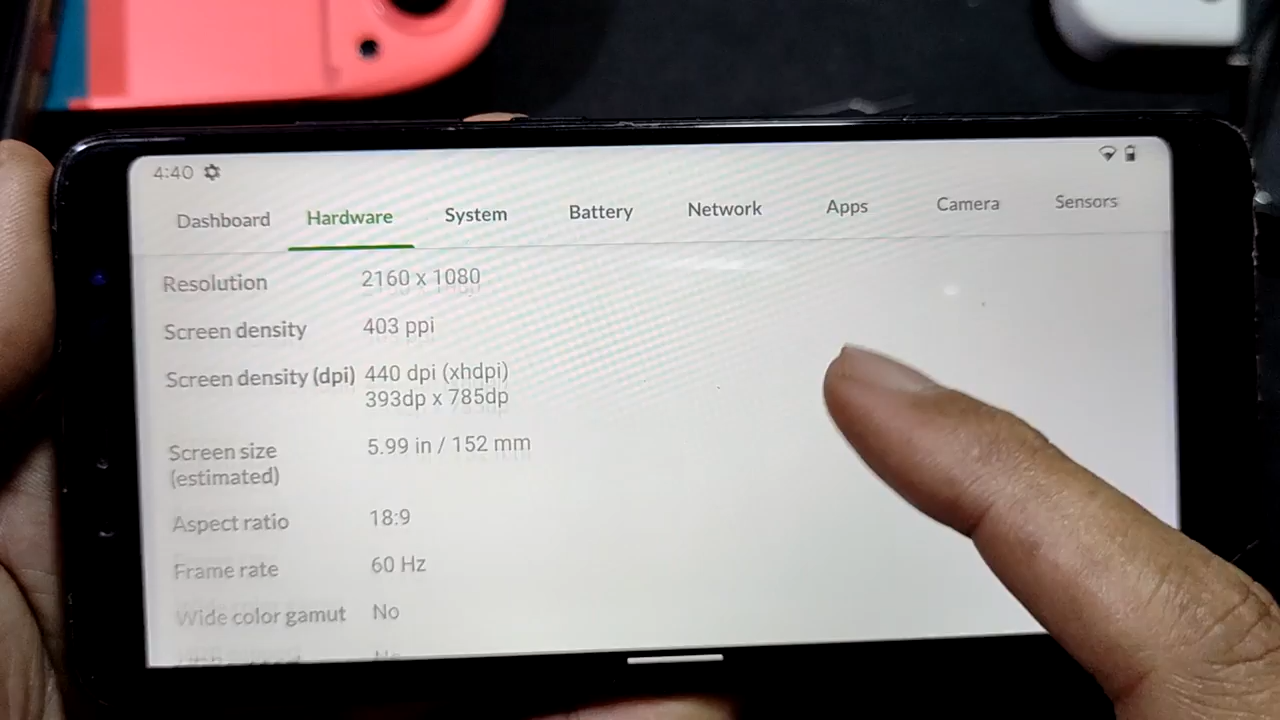 4:40
Dashboard Hardware System Battery Network Apps Camera Sensors
Resolution 2160 x 1080
Screen density 403 ppi
Screen density (dpi) 440 dpi (xhdpi)
393dp x 785dp
Screen size 5.99 in / 152 mm
(estimated)
Aspect ratio 18:9
Frame rate 60 Hz
Wide color gamut No